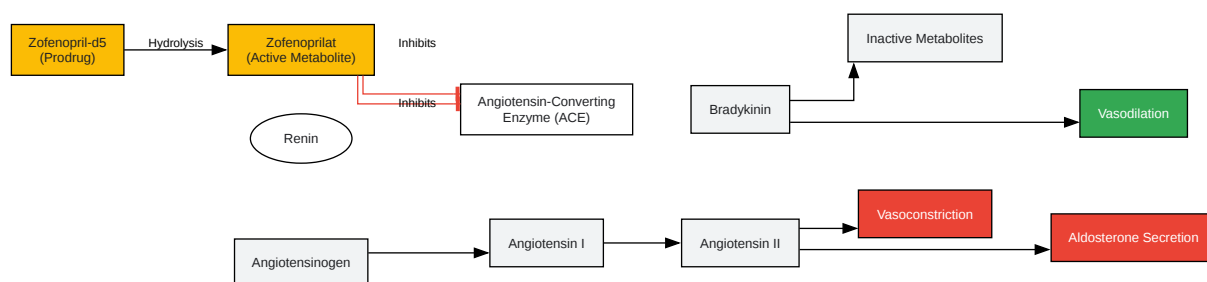 Zofenopril-d5
(Prodrug)
Hydrolysis
Zofenoprilat
(Active Metabolite)
Inhibits
Inhibits
Angiotensin-Converting
Enzyme (ACE)
Renin
Inactive Metabolites
Bradykinin
Vasodilation
Vasoconstriction
Angiotensinogen
Angiotensin I
Angiotensin II
Aldosterone Secretion